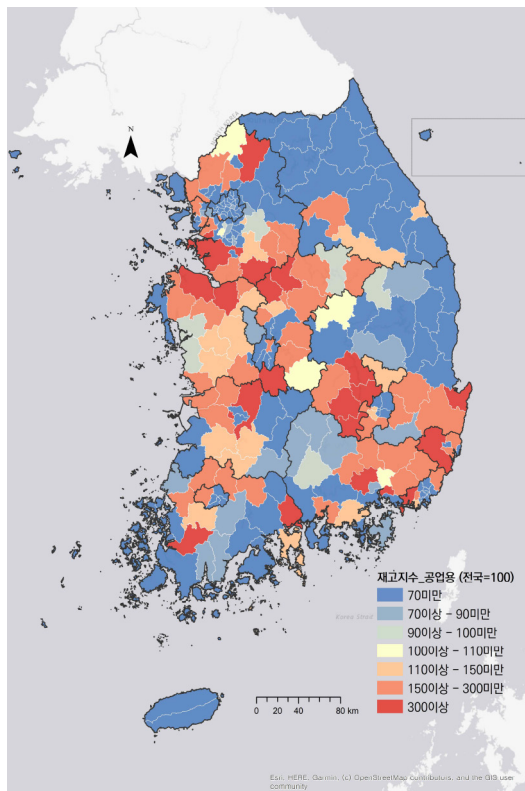 N
Korea Strait
재고지수_공업용 (전국=100)
70미만
70이상 - 90미만
90이상 - 100미만
100이상 - 110미만
110이상 - 150미만
150이상 - 300미만
300이상
0 10 20 40 60 80 km
Esri, HERE, Garmin, (c) OpenStreetMap contributors, and the GIS user
community